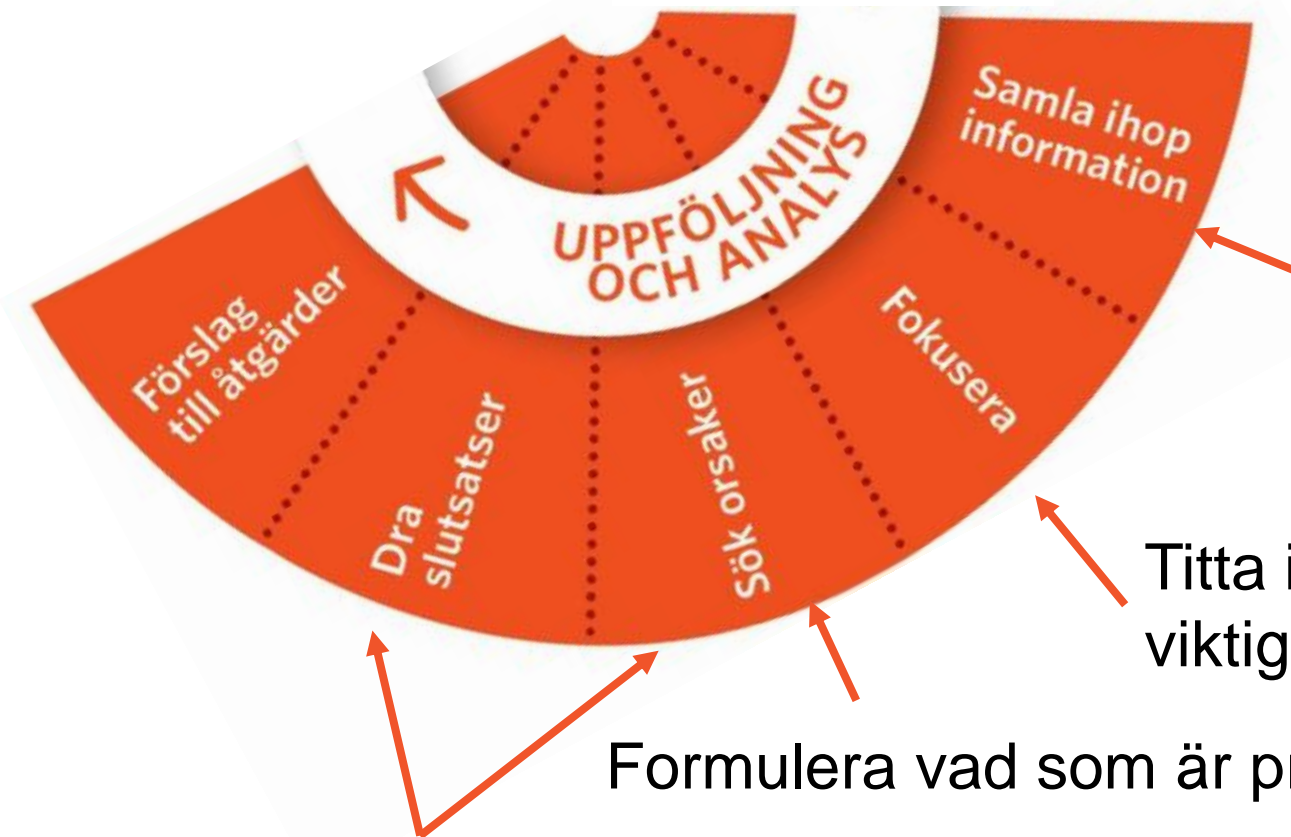 Samla ihop
information
UPPFÖLJNING
OCH ANALYS
Fokusera
Sök orsaker
Dra
slutsatser
Förslag
till åtgärder
Titta
viktig
Formulera vad som är